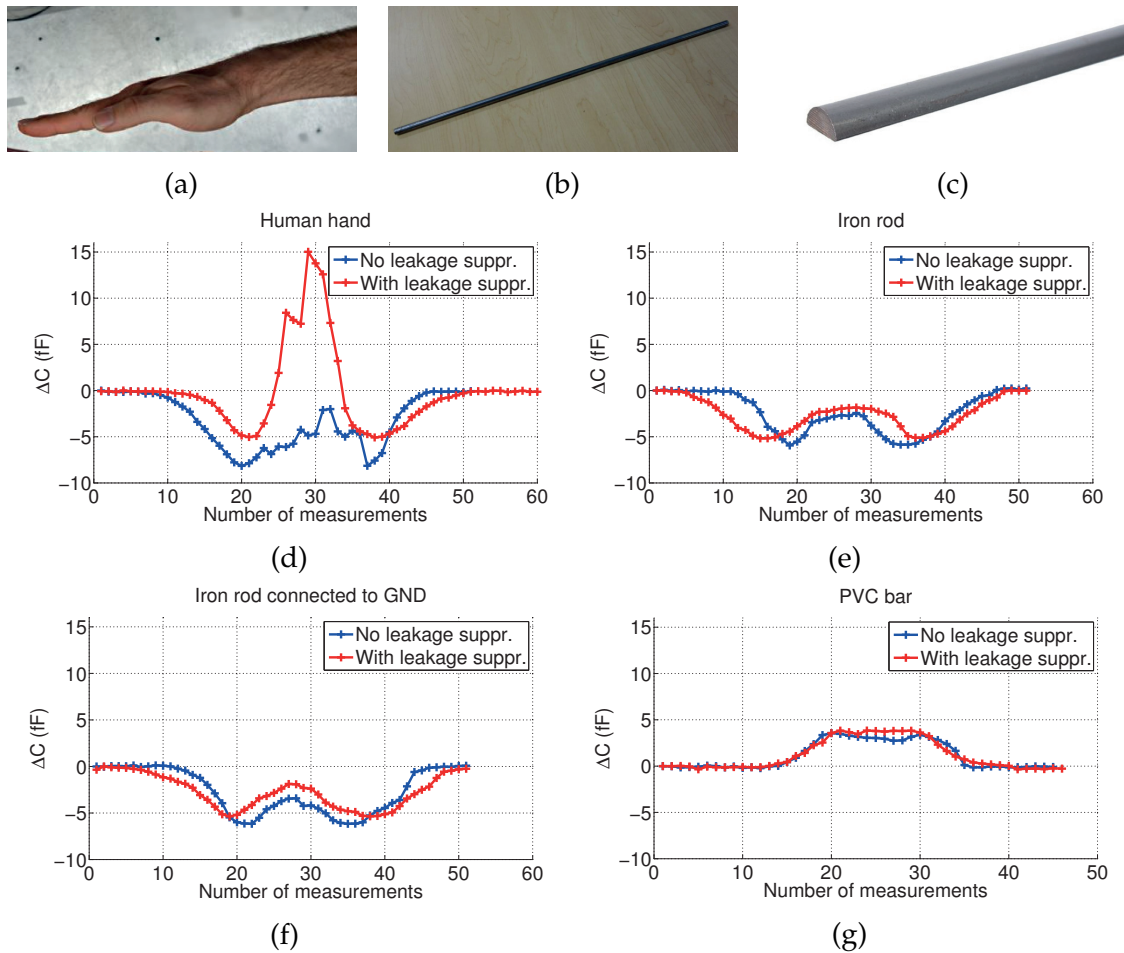 (a)
(b)
(c)
Human hand
15
10
5
0
−5
−10
ΔC (fF)
No leakage suppr.
With leakage suppr.
0 10 20 30 40 50 60
Number of measurements
(d)
Iron rod
15
10
5
0
−5
−10
ΔC (fF)
No leakage suppr.
With leakage suppr.
0 10 20 30 40 50 60
Number of measurements
(e)
Iron rod connected to GND
15
10
5
0
−5
−10
ΔC (fF)
No leakage suppr.
With leakage suppr.
0 10 20 30 40 50 60
Number of measurements
(f)
PVC bar
15
10
5
0
−5
−10
ΔC (fF)
No leakage suppr.
With leakage suppr.
0 10 20 30 40 50
Number of measurements
(g)